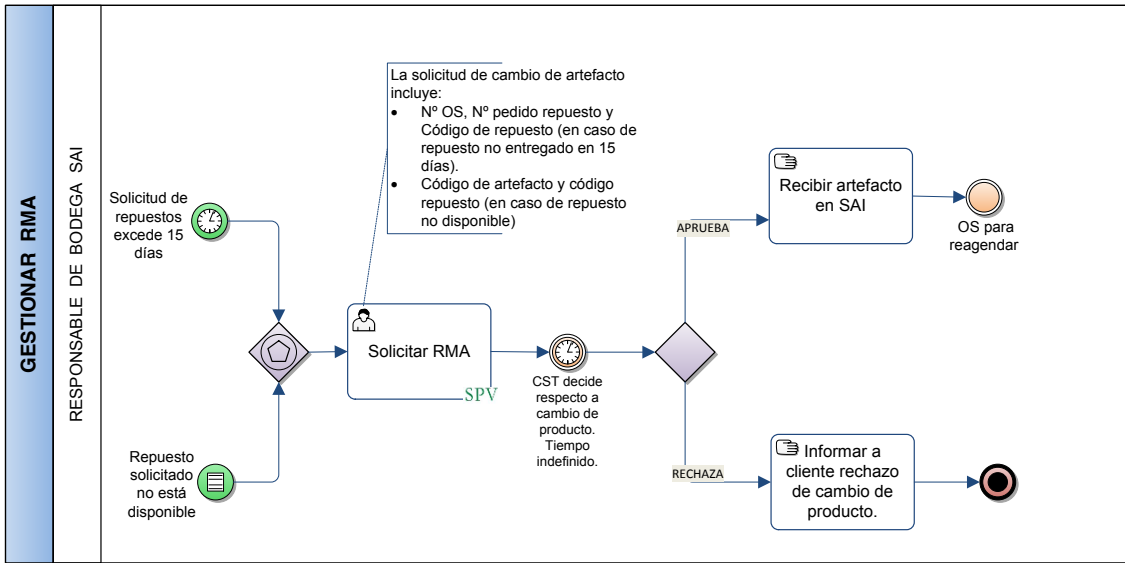 GESTIONAR RMA
RESPONSABLE DE BODEGA SAI
La solicitud de cambio de artefacto
incluye:
• Nº OS, Nº pedido repuesto y
Código de repuesto (en caso de
repuesto no entregado en 15
días).
• Código de artefacto y código
repuesto (en caso de repuesto
no disponible)
Solicitud de
repuestos
excede 15
días
Repuesto
solicitado
no está
disponible
Solicitar RMA
SPV
CST decide
respecto a
cambio de
producto.
Tiempo
indefinido.
APRUEBA
Recibir artefacto
en SAI
OS para
reagendar
RECHAZA
Informar a
cliente rechazo
de cambio de
producto.